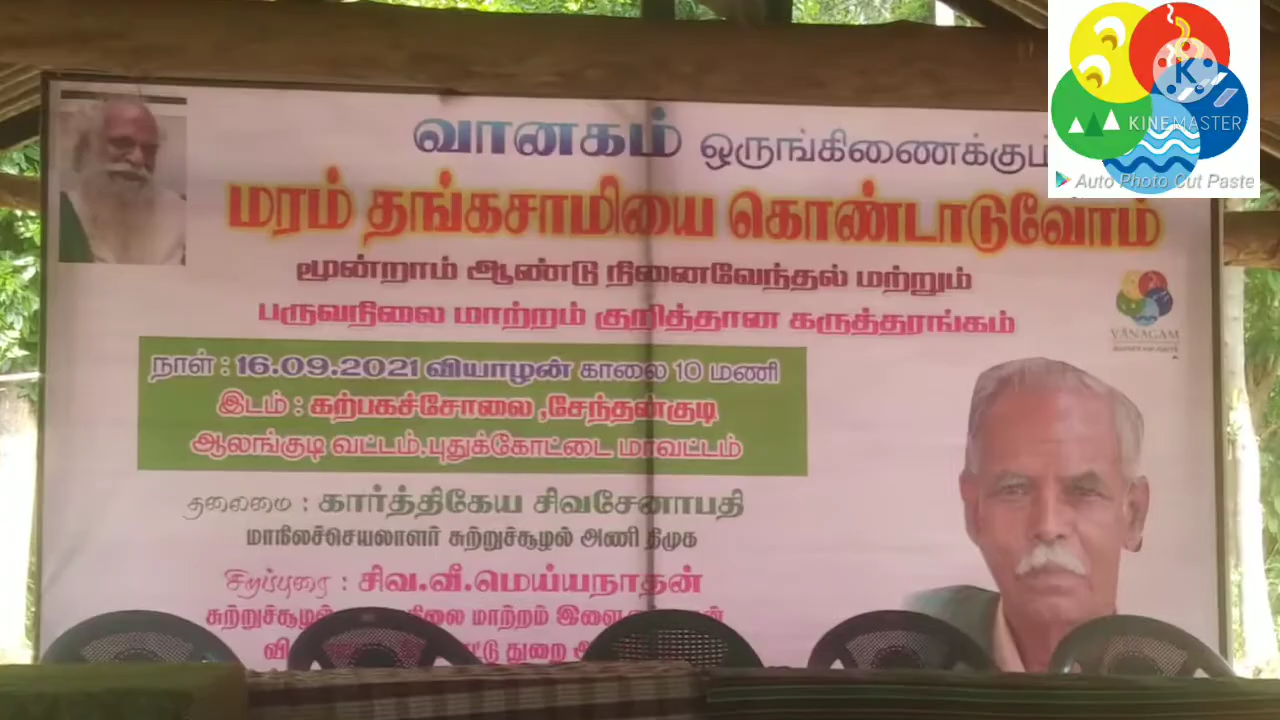 வானகம் ஒருங்கிணைக்கும்
மரம் தங்கசாமியை கொண்டாடுவோம்
மூன்றாம் ஆண்டு நினைவேந்தல் மற்றும்
பருவநிலை மாற்றம் குறித்தான கருத்தரங்கம்
நாள் : 16.09.2021 வியாழன் காலை 10 மணி
இடம் : கற்பகச்சோலை ,சேந்தன்குடி
ஆலங்குடி வட்டம்.புதுக்கோட்டை மாவட்டம்
தலைமை : கார்த்திகேய சிவசேனாபதி
மாநிலச்செயலாளர் சுற்றுச்சூழல் அணி திமுக
சிறப்புரை : சிவ.வீ.மெய்யநாதன்
மாற்றம்
துறை
VANAGAM
KINEMASTER
Auto Photo Cut Paste